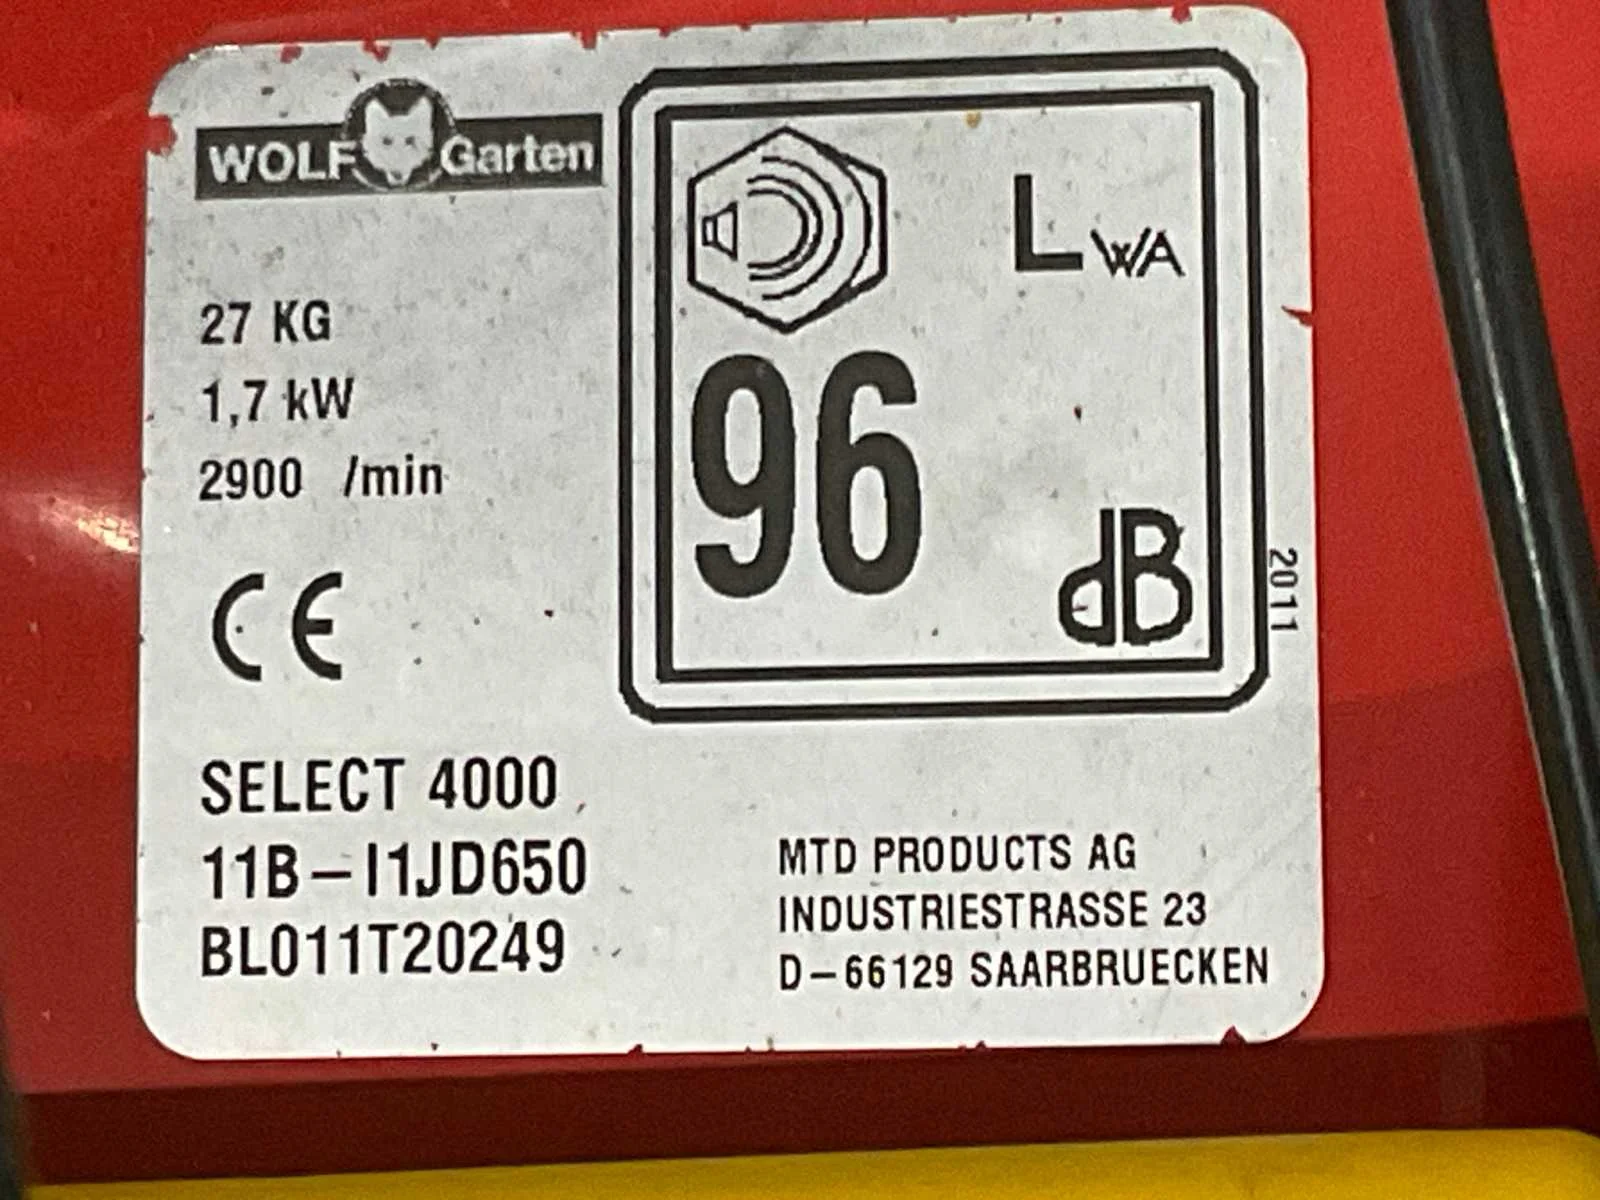 WOLF Garten
27 KG
1,7 kW
2900 /min
CE
LWA
96
dB
2011
SELECT 4000
11B-I1JD650
BL011T20249
MTD PRODUCTS AG
INDUSTRIESTRASSE 23
D-66129 SAARBRUECKEN